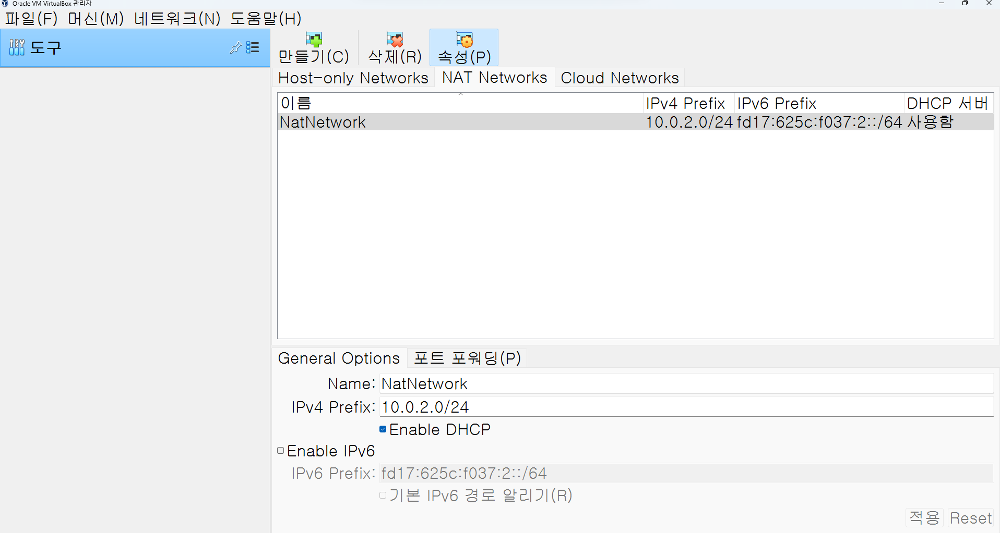 Oracle VM VirtualBox 관리자
파일(F) 머신(M) 네트워크(N) 도움말(H)
도구
만들기(C) 삭제(R) 속성(P)
Host-only Networks NAT Networks Cloud Networks
이름 IPv4 Prefix IPv6 Prefix DHCP 서버
NatNetwork 10.0.2.0/24 fd17:625c:f037:2::/64 사용함
General Options 포트 포워딩(P)
Name: NatNetwork
IPv4 Prefix: 10.0.2.0/24
Enable DHCP
Enable IPv6
IPv6 Prefix: fd17:625c:f037:2::/64
기본 IPv6 경로 알리기(R)
적용 Reset